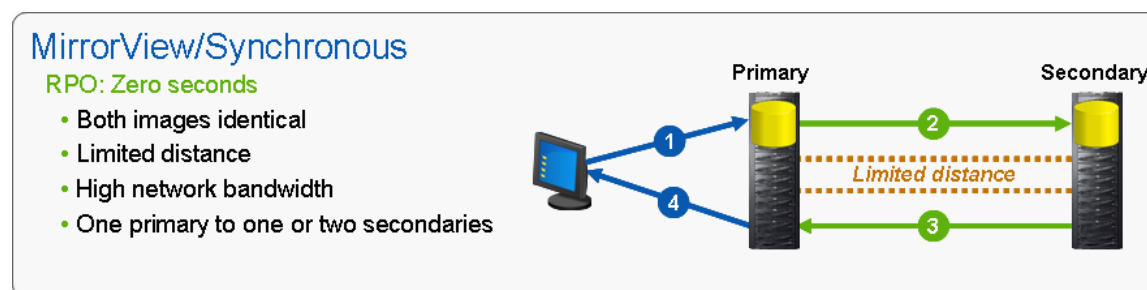 MirrorView/Synchronous
RPO: Zero seconds
• Both images identical
• Limited distance
• High network bandwidth
• One primary to one or two secondaries
Primary
Secondary
1
2
Limited distance
4
3